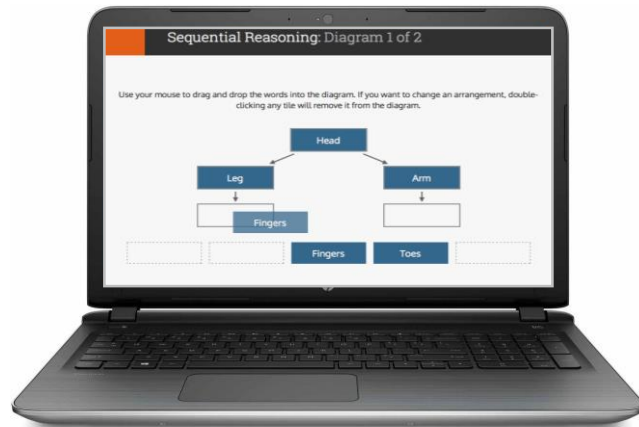 Sequential Reasoning: Diagram 1 of 2
Use your mouse to drag and drop the words into the diagram. If you want to change an arrangement, double-
clicking any tile will remove it from the diagram.
Head
Leg
Arm
Fingers
Fingers
Toes